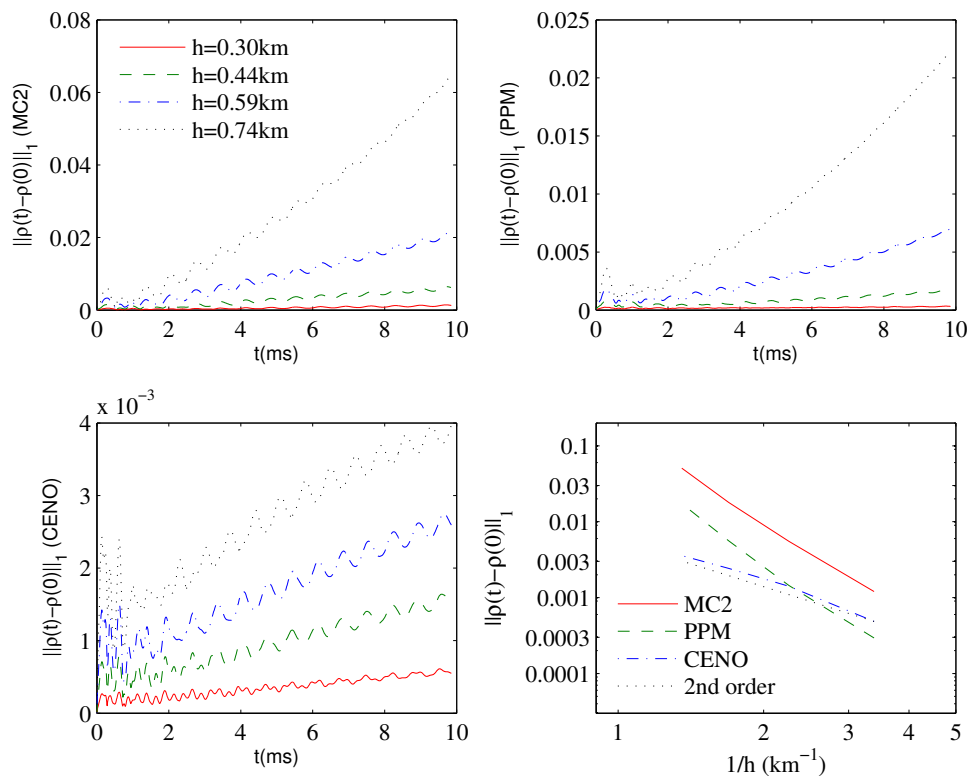 ||ρ(t)−ρ(0)||₁ (MC2)
0.08
0.06
0.04
0.02
0
h=0.30km
h=0.44km
h=0.59km
h=0.74km
0 2 4 6 8 10
t(ms)
||ρ(t)−ρ(0)||₁ (PPM)
0.025
0.02
0.015
0.01
0.005
0
0 2 4 6 8 10
t(ms)
||ρ(t)−ρ(0)||₁ (CENO)
x 10⁻³
4
3
2
1
0
0 2 4 6 8 10
t(ms)
||ρ(t)−ρ(0)||₁
0.1
0.03
0.01
0.003
0.001
0.0003
0.0001
MC2
PPM
CENO
2nd order
1 2 3 4 5
1/h (km⁻¹)